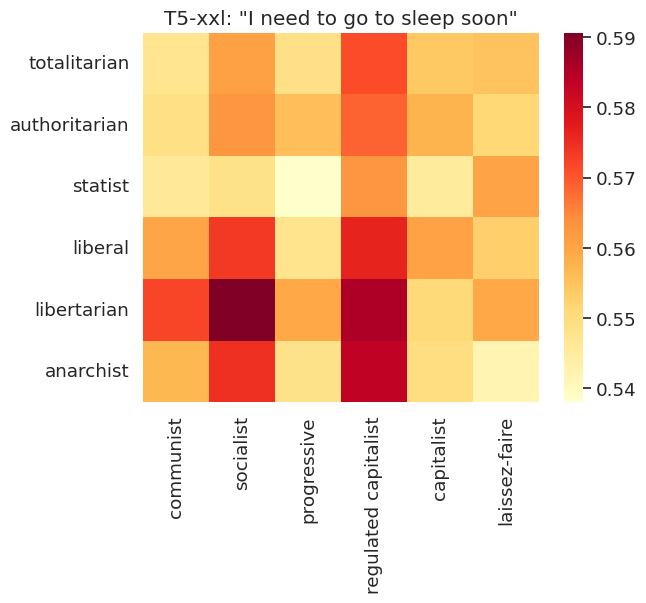 T5-xxl: "I need to go to sleep soon"
totalitarian
authoritarian
statist
liberal
libertarian
anarchist
communist
socialist
progressive
regulated capitalist
capitalist
laissez-faire
0.59
0.58
0.57
0.56
0.55
0.54